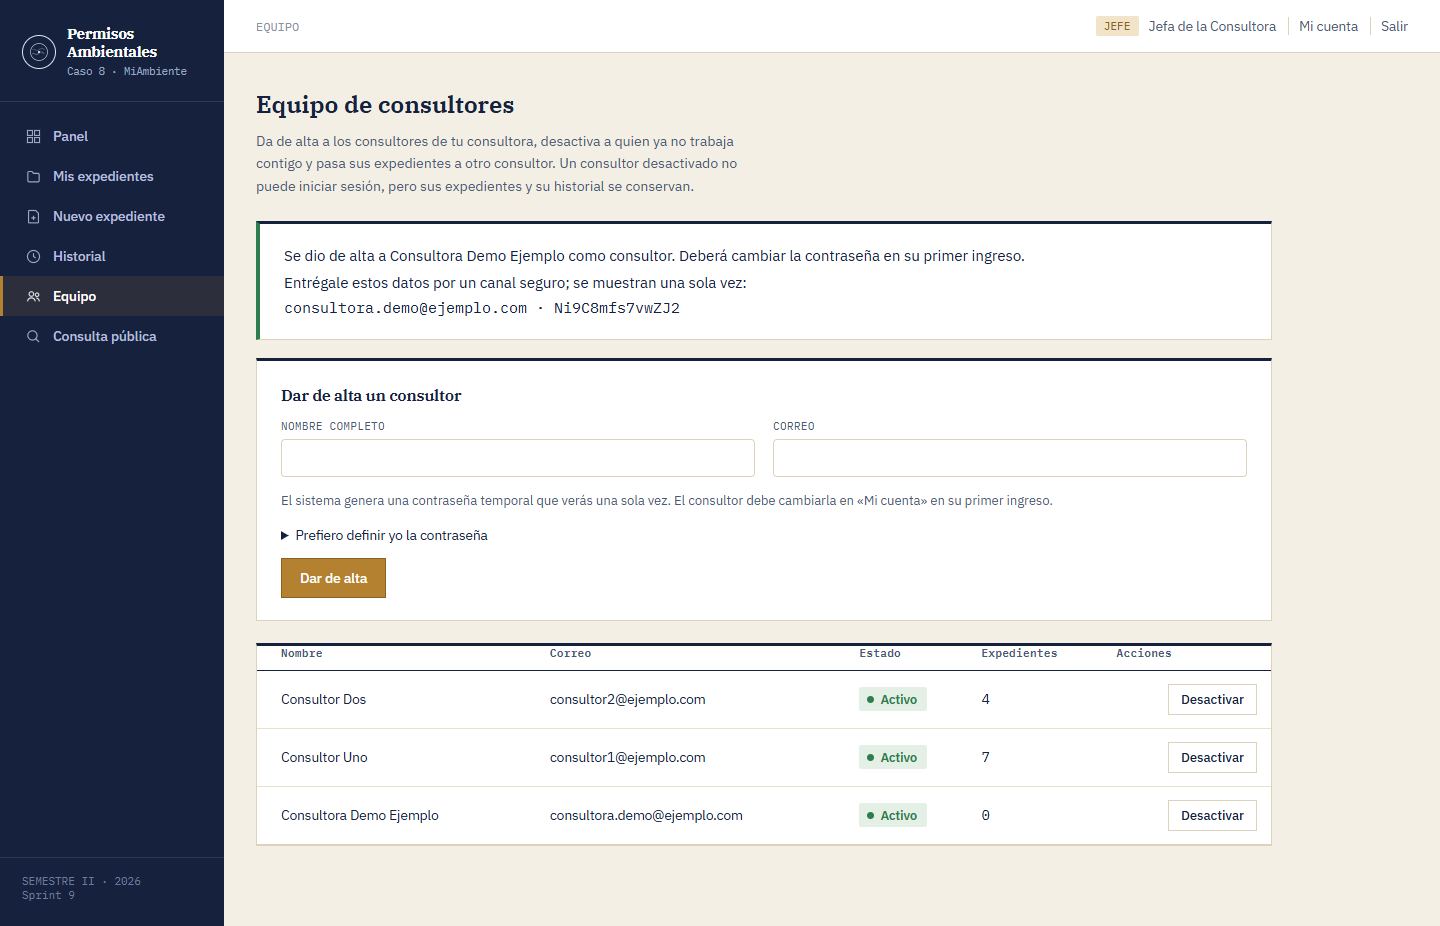 Permisos
Ambientales
Caso 8 · MiAmbiente
Panel
Mis expedientes
Nuevo expediente
Historial
Equipo
Consulta pública
SEMESTRE II · 2026
Sprint 9
EQUIPO
JEFE Jefa de la Consultora Mi cuenta Salir
Equipo de consultores
Da de alta a los consultores de tu consultora, desactiva a quien ya no trabaja
contigo y pasa sus expedientes a otro consultor. Un consultor desactivado no
puede iniciar sesión, pero sus expedientes y su historial se conservan.
Se dio de alta a Consultora Demo Ejemplo como consultor. Deberá cambiar la contraseña en su primer ingreso.
Entrégale estos datos por un canal seguro; se muestran una sola vez:
consultora.demo@ejemplo.com · Ni9C8mfs7vwZJ2
Dar de alta un consultor
NOMBRE COMPLETO CORREO
El sistema genera una contraseña temporal que verás una sola vez. El consultor debe cambiarla en «Mi cuenta» en su primer ingreso.
Prefiero definir yo la contraseña
Dar de alta
Nombre Correo Estado Expedientes Acciones
Consultor Dos consultor2@ejemplo.com Activo 4 Desactivar
Consultor Uno consultor1@ejemplo.com Activo 7 Desactivar
Consultora Demo Ejemplo consultora.demo@ejemplo.com Activo 0 Desactivar